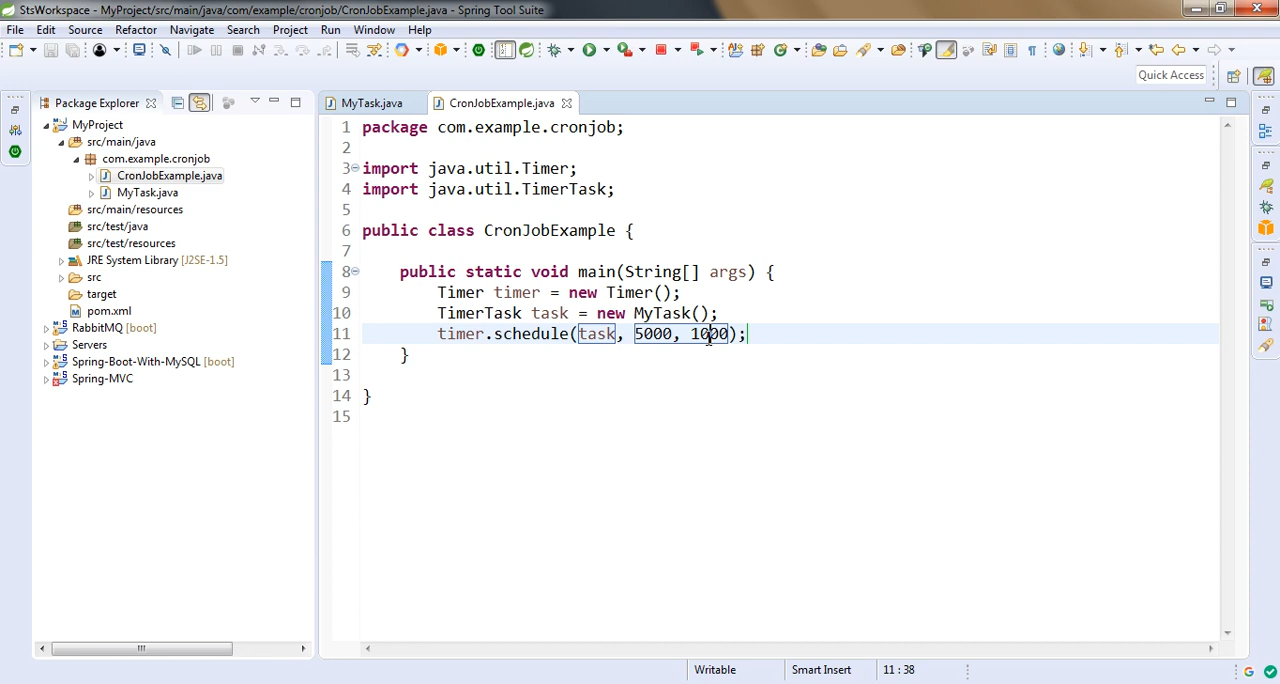 StsWorkspace - MyProject/src/main/java/com/example/cronjob/CronJobExample.java - Spring Tool Suite
File Edit Source Refactor Navigate Search Project Run Window Help
Quick Access
Package Explorer
MyTask.java
CronJobExample.java
MyProject
src/main/java
com.example.cronjob
CronJobExample.java
MyTask.java
src/main/resources
src/test/java
src/test/resources
JRE System Library [J2SE-1.5]
src
target
pom.xml
RabbitMQ [boot]
Servers
Spring-Boot-With-MySQL [boot]
Spring-MVC
1 package com.example.cronjob;
2
3 import java.util.Timer;
4 import java.util.TimerTask;
5
6 public class CronJobExample {
7
8 public static void main(String[] args) {
9 Timer timer = new Timer();
10 TimerTask task = new MyTask();
11 timer.schedule(task, 5000, 1000);
12 }
13
14 }
15
Writable
Smart Insert
11 : 38